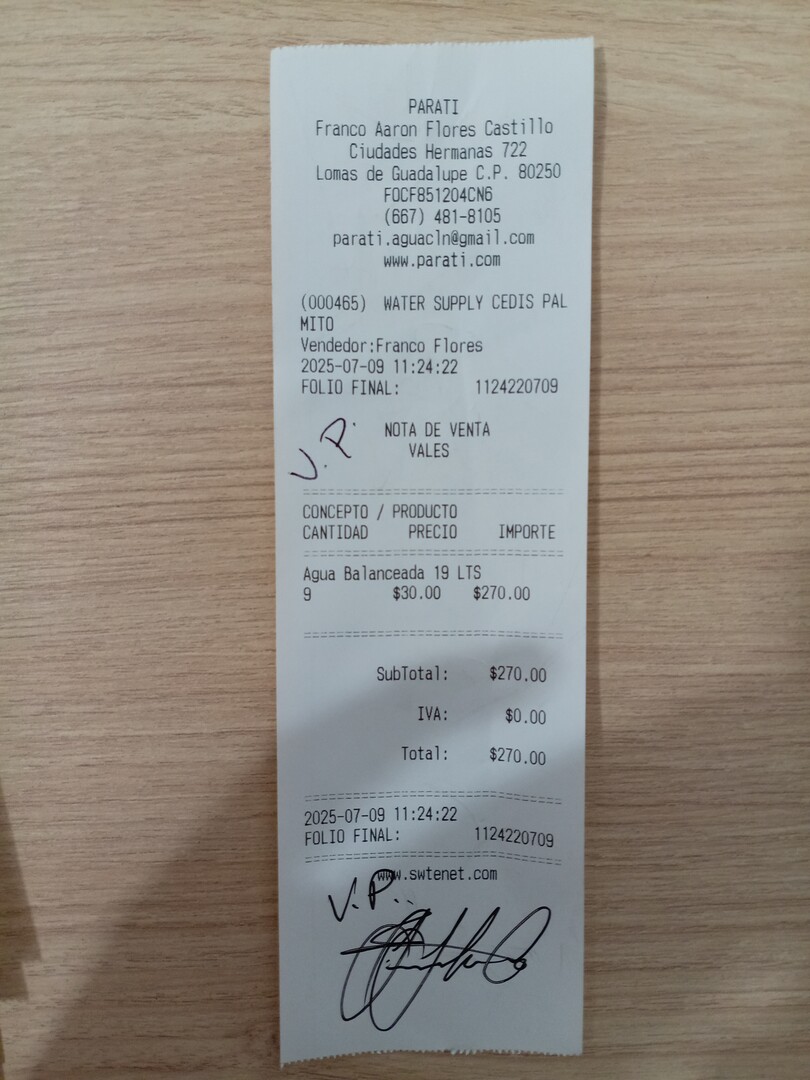 PARATI
Franco Aaron Flores Castillo
Ciudades Hermanas 722
Lomas de Guadalupe C.P. 80250
FOCF851204CN6
(667) 481-8105
parati.aguacln@gmail.com
www.parati.com
(000465) WATER SUPPLY CEDIS PAL
MITO
Vendedor:Franco Flores
2025-07-09 11:24:22
FOLIO FINAL: 1124220709
V.P.
NOTA DE VENTA
VALES
CONCEPTO / PRODUCTO
CANTIDAD PRECIO IMPORTE
Agua Balanceada 19 LTS
9 $30.00 $270.00
SubTotal: $270.00
IVA: $0.00
Total: $270.00
2025-07-09 11:24:22
FOLIO FINAL: 1124220709
www.swtenet.com
V.P..